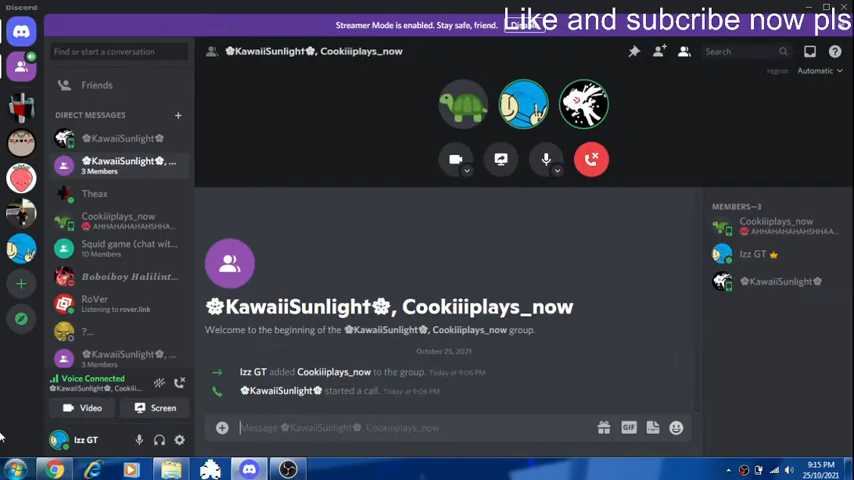 Discord
Like and subcribe now pls
Streamer Mode is enabled. Stay safe, friend.
Find or start a conversation
🌸KawaiiSunlight🌸, Cookiiiplays_now
Search
region
Automatic
Friends
DIRECT MESSAGES
🌸KawaiiSunlight🌸
🌸KawaiiSunlight🌸, ...
3 Members
Theax
Cookiiiplays_now
AHHAHAHAHAHSHHA...
Squid game (chat wit...
10 Members
Boboiboy Halilint...
RoVer
Listening to rover.link
?...
🌸KawaiiSunlight🌸, ...
3 Members
Voice Connected
🌸KawaiiSunlight🌸, Cookii...
Video
Screen
Izz GT
🌸KawaiiSunlight🌸, Cookiiiplays_now
Welcome to the beginning of the 🌸KawaiiSunlight🌸, Cookiiiplays_now group.
October 25, 2021
Izz GT added Cookiiiplays_now to the group. Today at 9:06 PM
🌸KawaiiSunlight🌸 started a call. Today at 9:06 PM
Message 🌸KawaiiSunlight🌸, Cookiiiplays_now
GIF
MEMBERS—3
Cookiiiplays_now
AHAHAHAHAHSHHA...
Izz GT
🌸KawaiiSunlight🌸
9:15 PM
25/10/2021